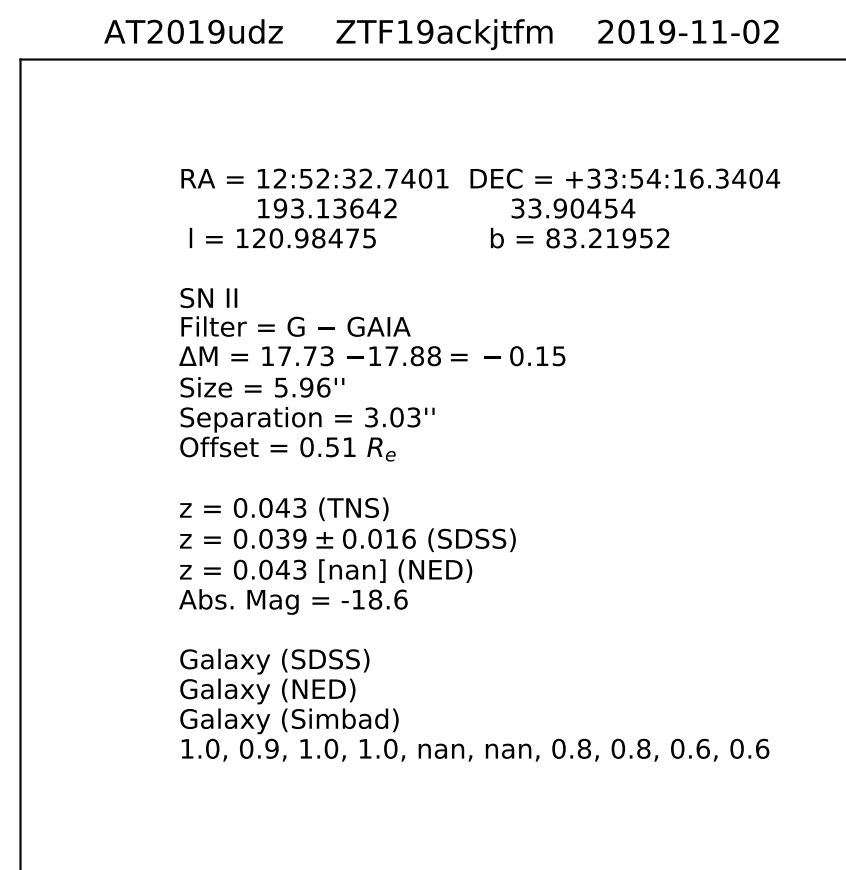 AT2019udz ZTF19ackjtfm 2019-11-02
RA = 12:52:32.7401 DEC = +33:54:16.3404
193.13642 33.90454
l = 120.98475 b = 83.21952
SN II
Filter = G − GAIA
ΔM = 17.73 −17.88 = −0.15
Size = 5.96''
Separation = 3.03''
Offset = 0.51 Re
z = 0.043 (TNS)
z = 0.039 ± 0.016 (SDSS)
z = 0.043 [nan] (NED)
Abs. Mag = -18.6
Galaxy (SDSS)
Galaxy (NED)
Galaxy (Simbad)
1.0, 0.9, 1.0, 1.0, nan, nan, 0.8, 0.8, 0.6, 0.6